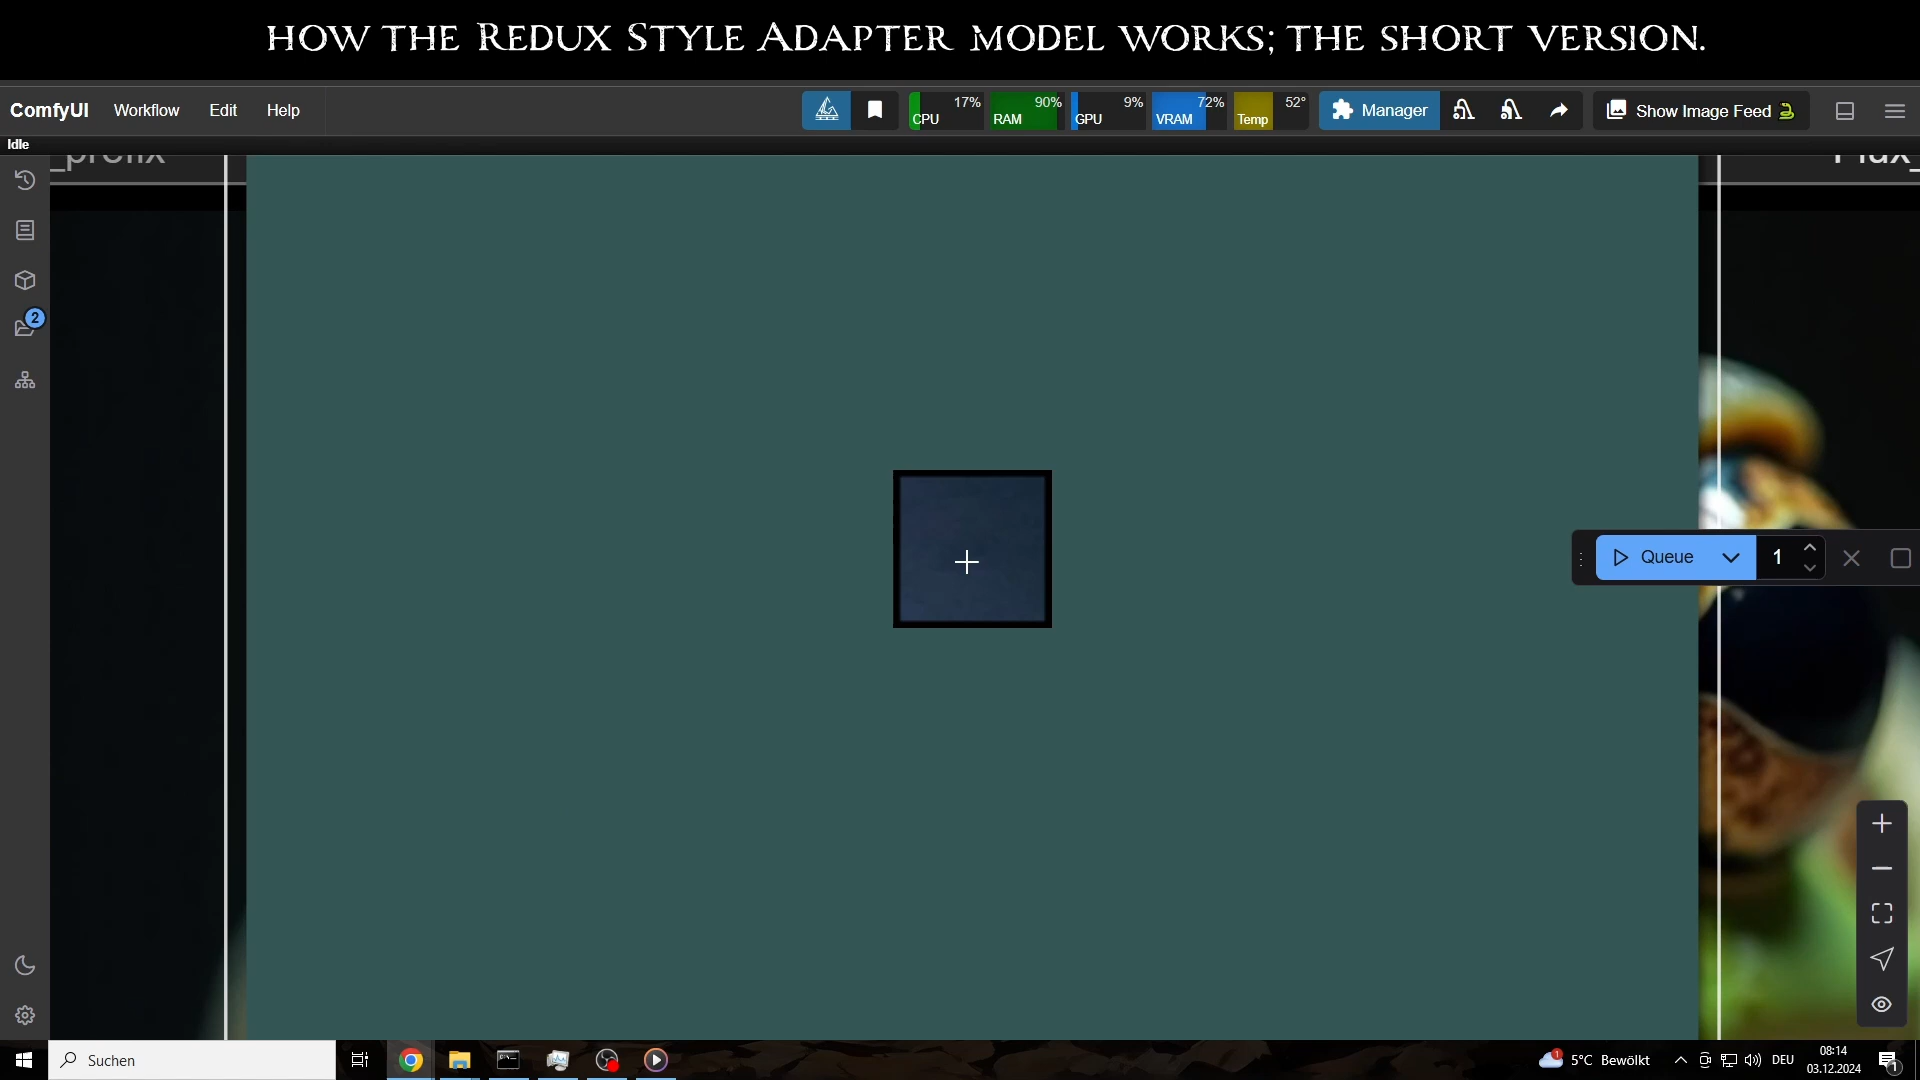 HOW THE REDUX STYLE ADAPTER MODEL WORKS; THE SHORT VERSION.
ComfyUI Workflow Edit Help
17% 90% 9% 72% 52°
CPU RAM GPU VRAM Temp
Manager
Show Image Feed
Idle
_prefix
2
Queue 1
Suchen
5°C Bewölkt
DEU
08:14
03.12.2024
1
1